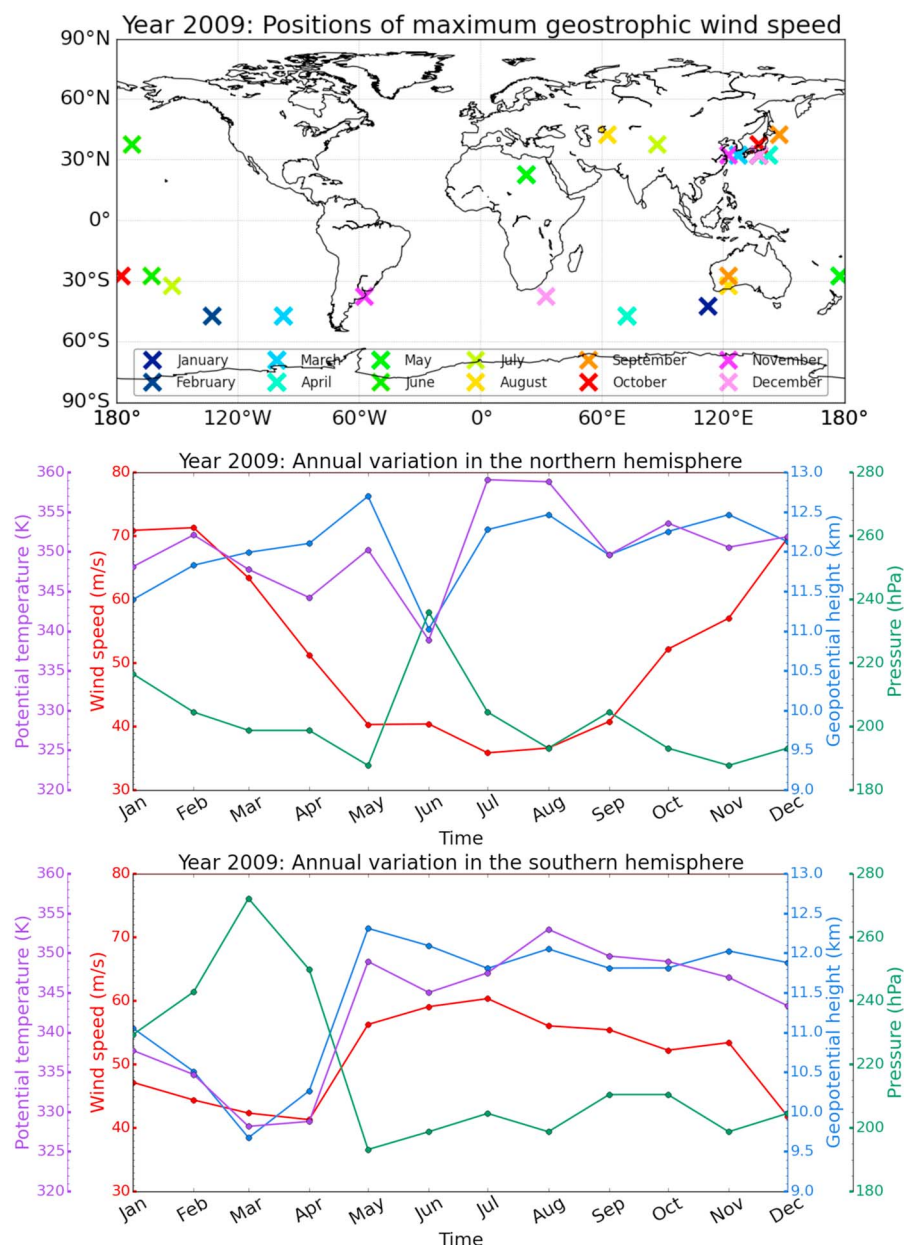 Year 2009: Positions of maximum geostrophic wind speed
90°N
60°N
30°N
0°
30°S
60°S
90°S
January March May July September November
February April June August October December
180° 120°W 60°W 0° 60°E 120°E 180°
Year 2009: Annual variation in the northern hemisphere
Potential temperature (K)
360
355
350
345
340
335
330
325
320
Wind speed (m/s)
80
70
60
50
40
30
13.0
12.5
12.0
11.5
11.0
10.5
10.0
9.5
9.0
Geopotential height (km)
280
260
240
220
200
180
Pressure (hPa)
Jan Feb Mar Apr May Jun Jul Aug Sep Oct Nov Dec
Time
Year 2009: Annual variation in the southern hemisphere
Potential temperature (K)
360
355
350
345
340
335
330
325
320
Wind speed (m/s)
80
70
60
50
40
30
13.0
12.5
12.0
11.5
11.0
10.5
10.0
9.5
9.0
Geopotential height (km)
280
260
240
220
200
180
Pressure (hPa)
Jan Feb Mar Apr May Jun Jul Aug Sep Oct Nov Dec
Time